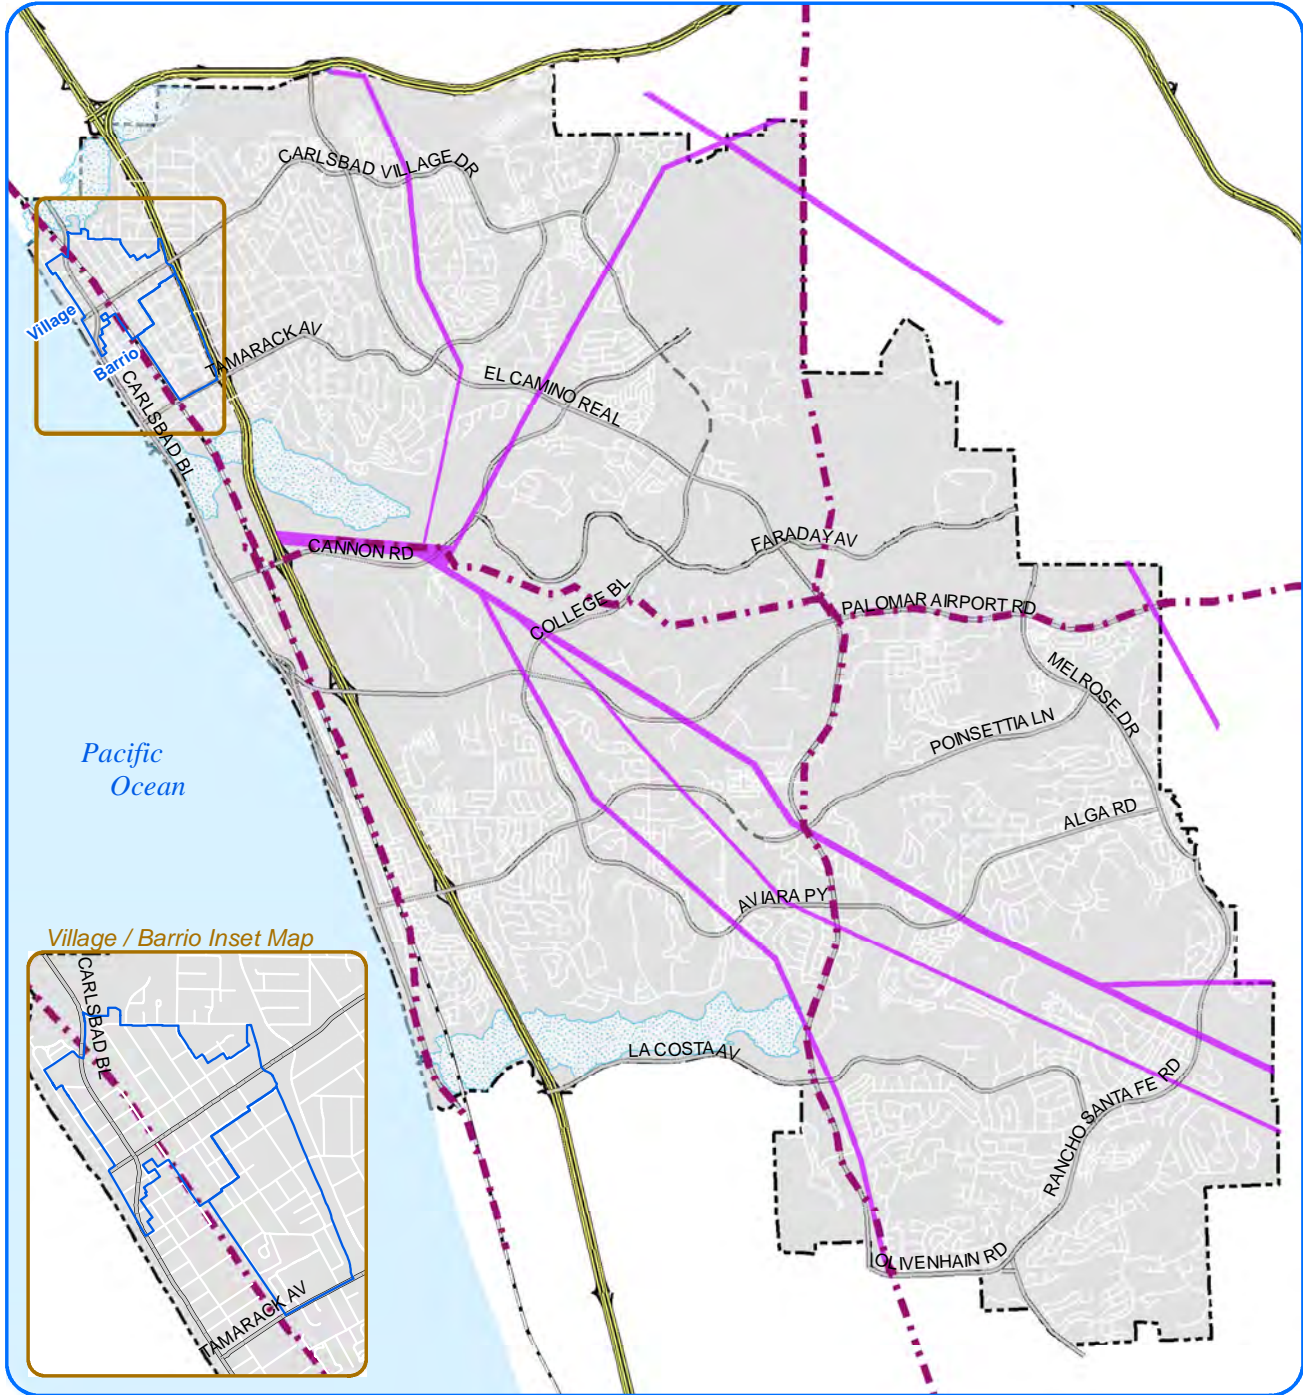 CARLSBAD VILLAGE DR
Village
Barrio
TAMARACK AV
CARLSBAD BL
EL CAMINO REAL
CANNON RD
FARADAY AV
COLLEGE BL
PALOMAR AIRPORT RD
MELROSE DR
POINSETTIA LN
Pacific
Ocean
ALGA RD
AVIARA PY
Village / Barrio Inset Map
CARLSBAD BL
LA COSTA AV
RANCHO SANTA FE RD
OLIVENHAIN RD
TAMARACK AV